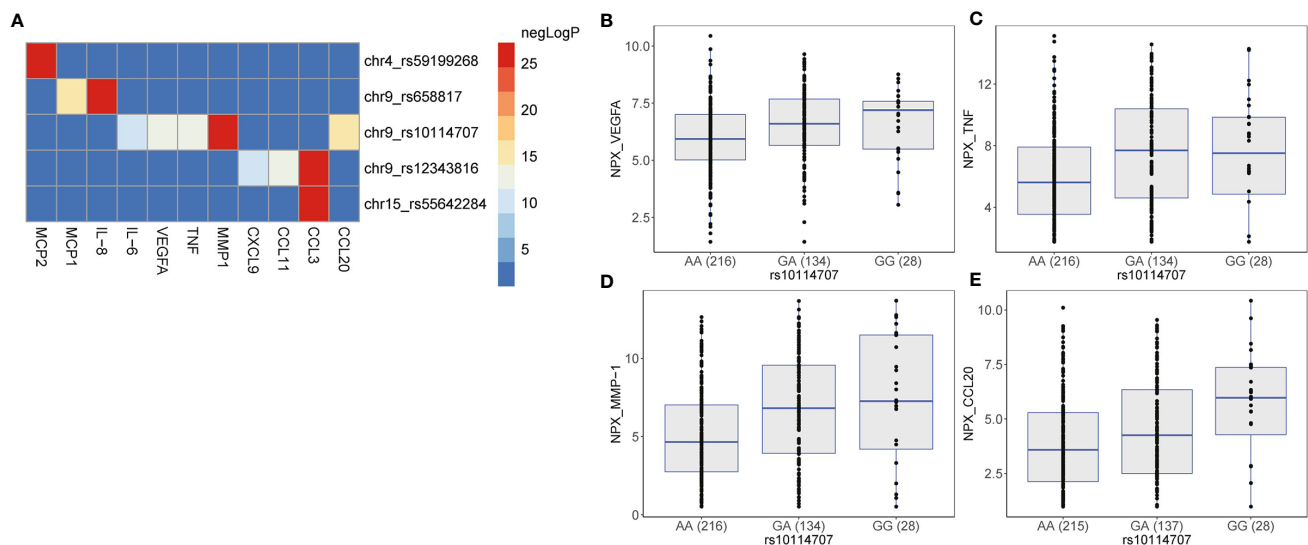 A
negLogP
25
20
15
10
5
chr4_rs59199268
chr9_rs658817
chr9_rs10114707
chr9_rs12343816
chr15_rs55642284
MCP2
MCP1
IL−8
IL−6
VEGFA
TNF
MMP1
CXCL9
CCL11
CCL3
CCL20
B
NPX_VEGFA
10.0
7.5
5.0
2.5
AA (216) GA (134) GG (28)
rs10114707
C
NPX_TNF
12
8
4
AA (216) GA (134) GG (28)
rs10114707
D
NPX_MMP−1
10
5
0
AA (216) GA (134) GG (28)
rs10114707
E
NPX_CCL20
10.0
7.5
5.0
2.5
AA (215) GA (137) GG (28)
rs10114707